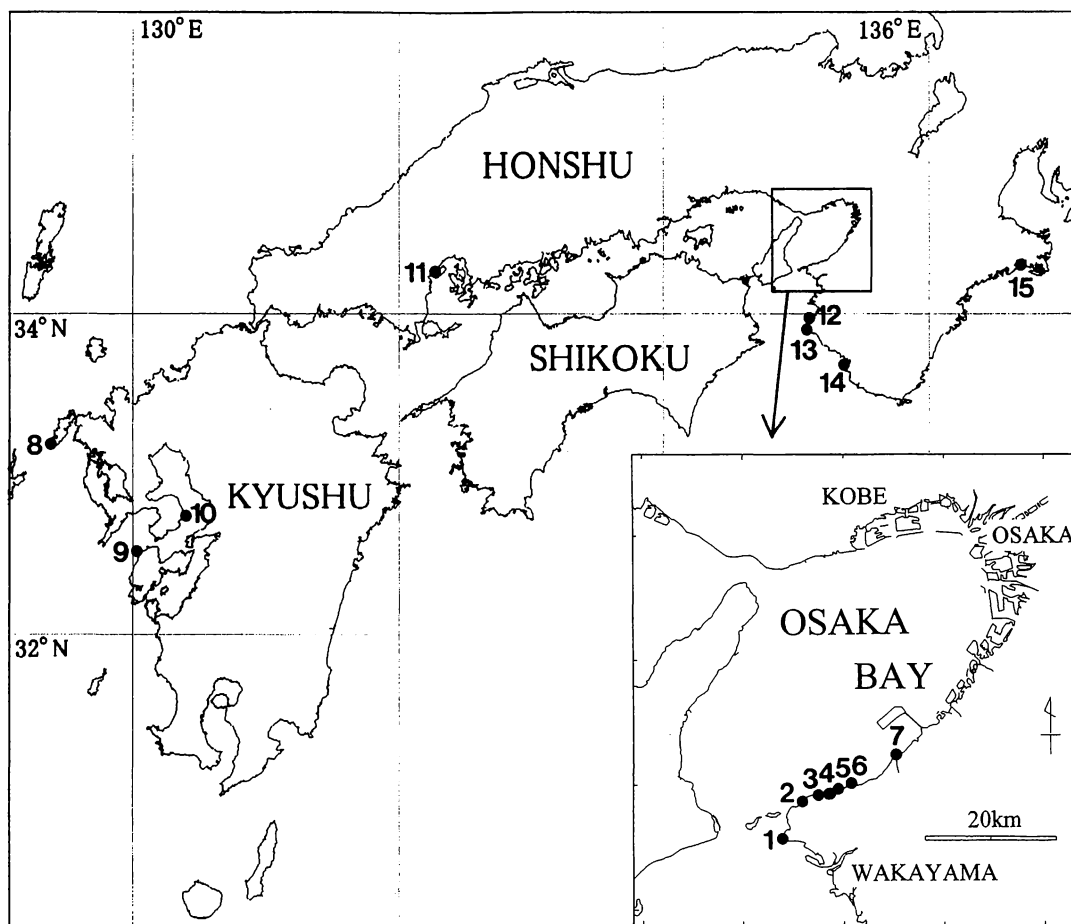 130°E
136°E
HONSHU
11
34°N
12
13
14
15
SHIKOKU
8
KYUSHU
10
9
32°N
KOBE
OSAKA
OSAKA
BAY
7
2 3 4 5 6
1
20km
WAKAYAMA